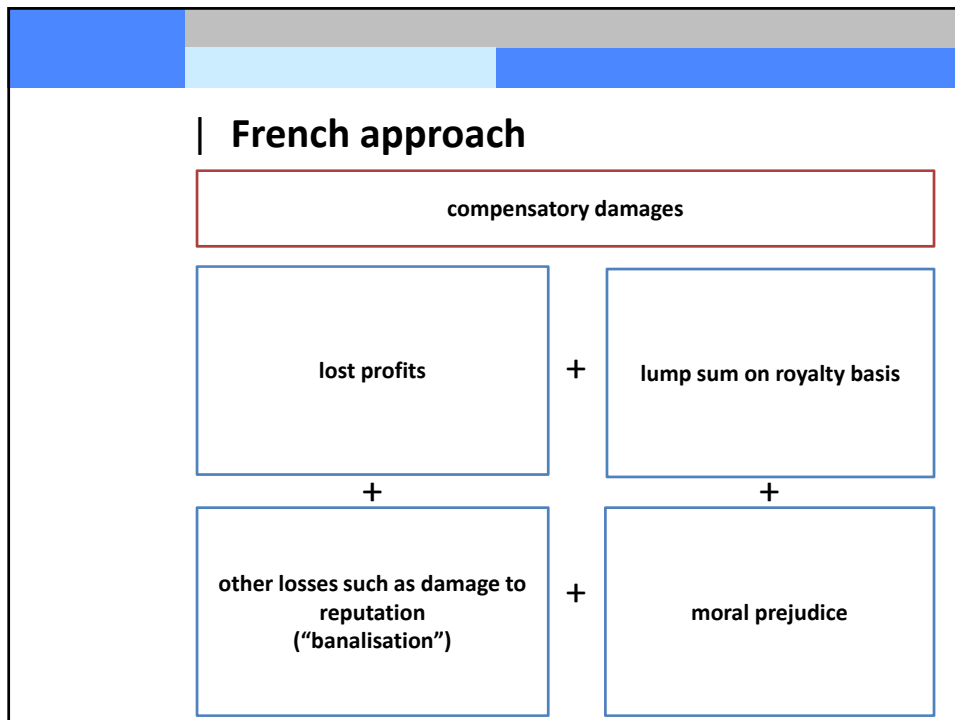 | French approach
compensatory damages
lost profits
+
lump sum on royalty basis
+
+
other losses such as damage to
reputation
(“banalisation”)
+
moral prejudice